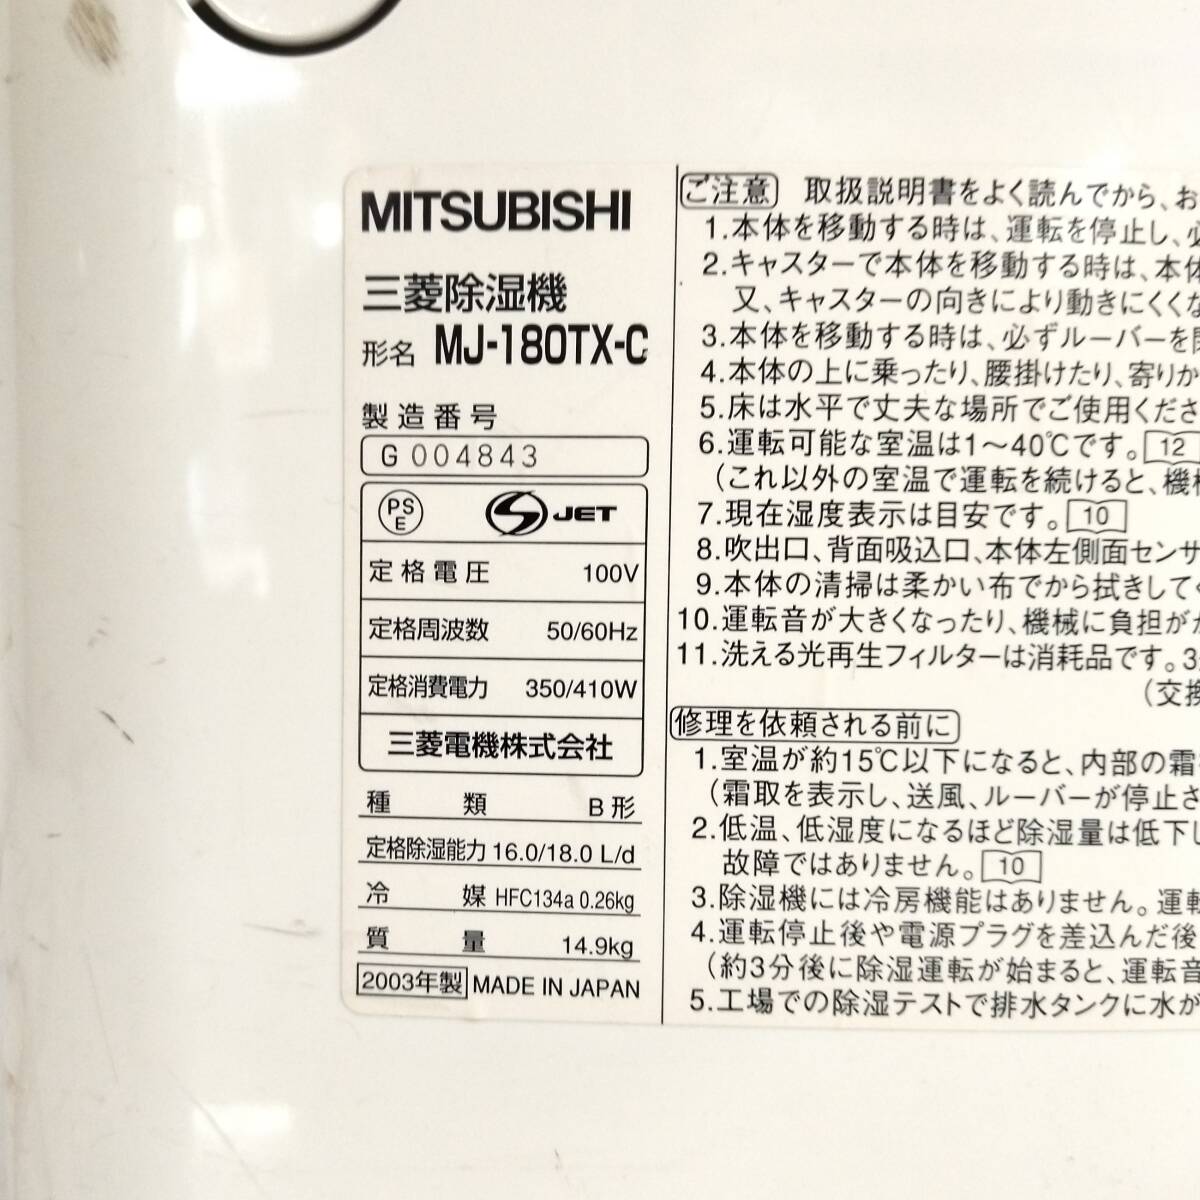 MITSUBISHI
三菱除湿機
形名 MJ-180TX-C
製造番号
G 004843
PS E JET
定格電圧 100V
定格周波数 50/60Hz
定格消費電力 350/410W
三菱電機株式会社
種類 B形
定格除湿能力 16.0/18.0 L/d
冷媒 HFC134a 0.26kg
質量 14.9kg
2003年製 MADE IN JAPAN
ご注意 取扱説明書をよく読んでから、お
1.本体を移動する時は、運転を停止し、必
2.キャスターで本体を移動する時は、本体
又、キャスターの向きにより動きにくくな
3.本体を移動する時は、必ずルーバーを閉
4.本体の上に乗ったり、腰掛けたり、寄りか
5.床は水平で丈夫な場所でご使用くださ
6.運転可能な室温は1～40℃です。 12
(これ以外の室温で運転を続けると、機械
7.現在湿度表示は目安です。 10
8.吹出口、背面吸込口、本体左側面センサ
9.本体の清掃は柔かい布でから拭きしてく
10.運転音が大きくなったり、機械に負担がか
11.洗える光再生フィルターは消耗品です。3
(交換
修理を依頼される前に
1.室温が約15℃以下になると、内部の霜
(霜取を表示し、送風、ルーバーが停止さ
2.低温、低湿度になるほど除湿量は低下し
故障ではありません。 10
3.除湿機には冷房機能はありません。運転
4.運転停止後や電源プラグを差込んだ後
(約3分後に除湿運転が始まると、運転音
5.工場での除湿テストで排水タンクに水が